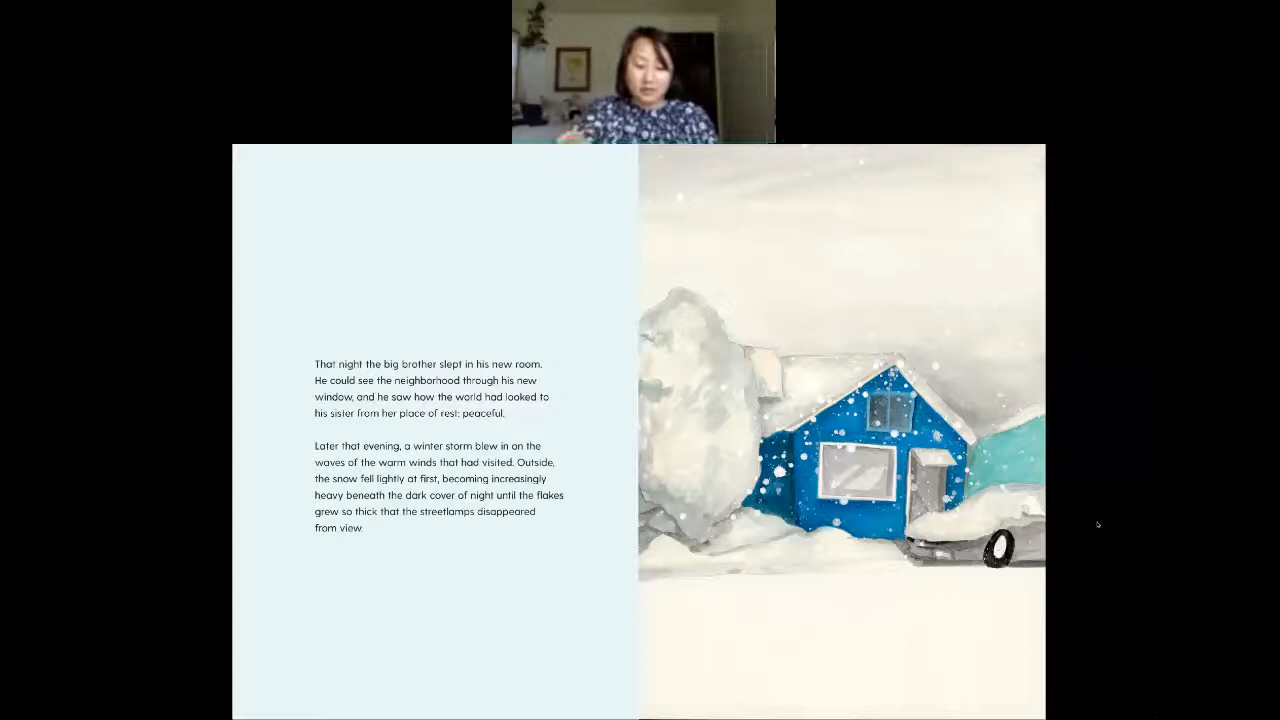 That night the big brother slept in his new room.
He could see the neighborhood through his new
window, and he saw how the world had looked to
his sister from her place of rest: peaceful.
Later that evening, a winter storm blew in on the
waves of the warm winds that had visited. Outside,
the snow fell lightly at first, becoming increasingly
heavy beneath the dark cover of night until the flakes
grew so thick that the streetlamps disappeared
from view.